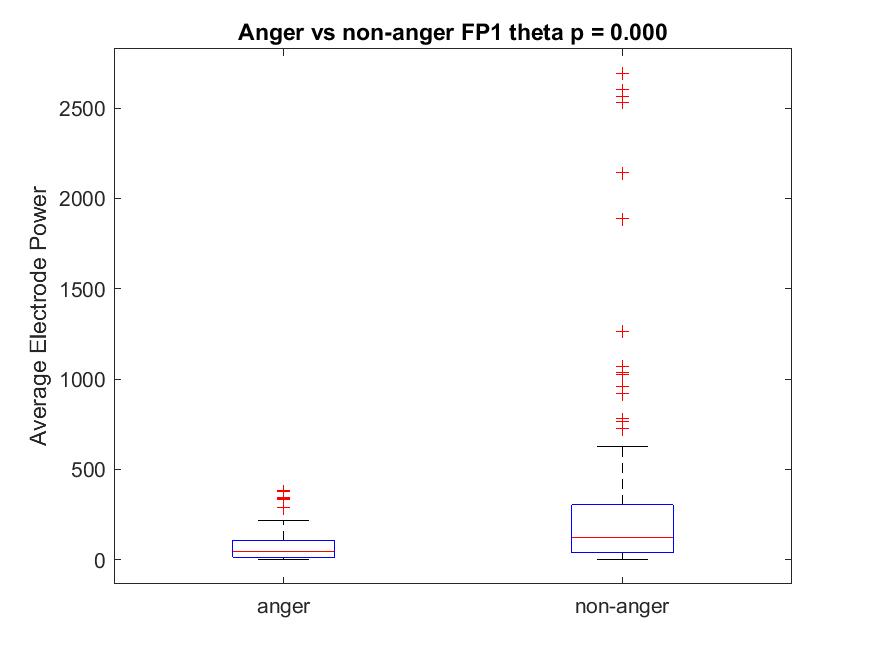 Anger vs non-anger FP1 theta p = 0.000
Average Electrode Power
2500
2000
1500
1000
500
0
anger non-anger